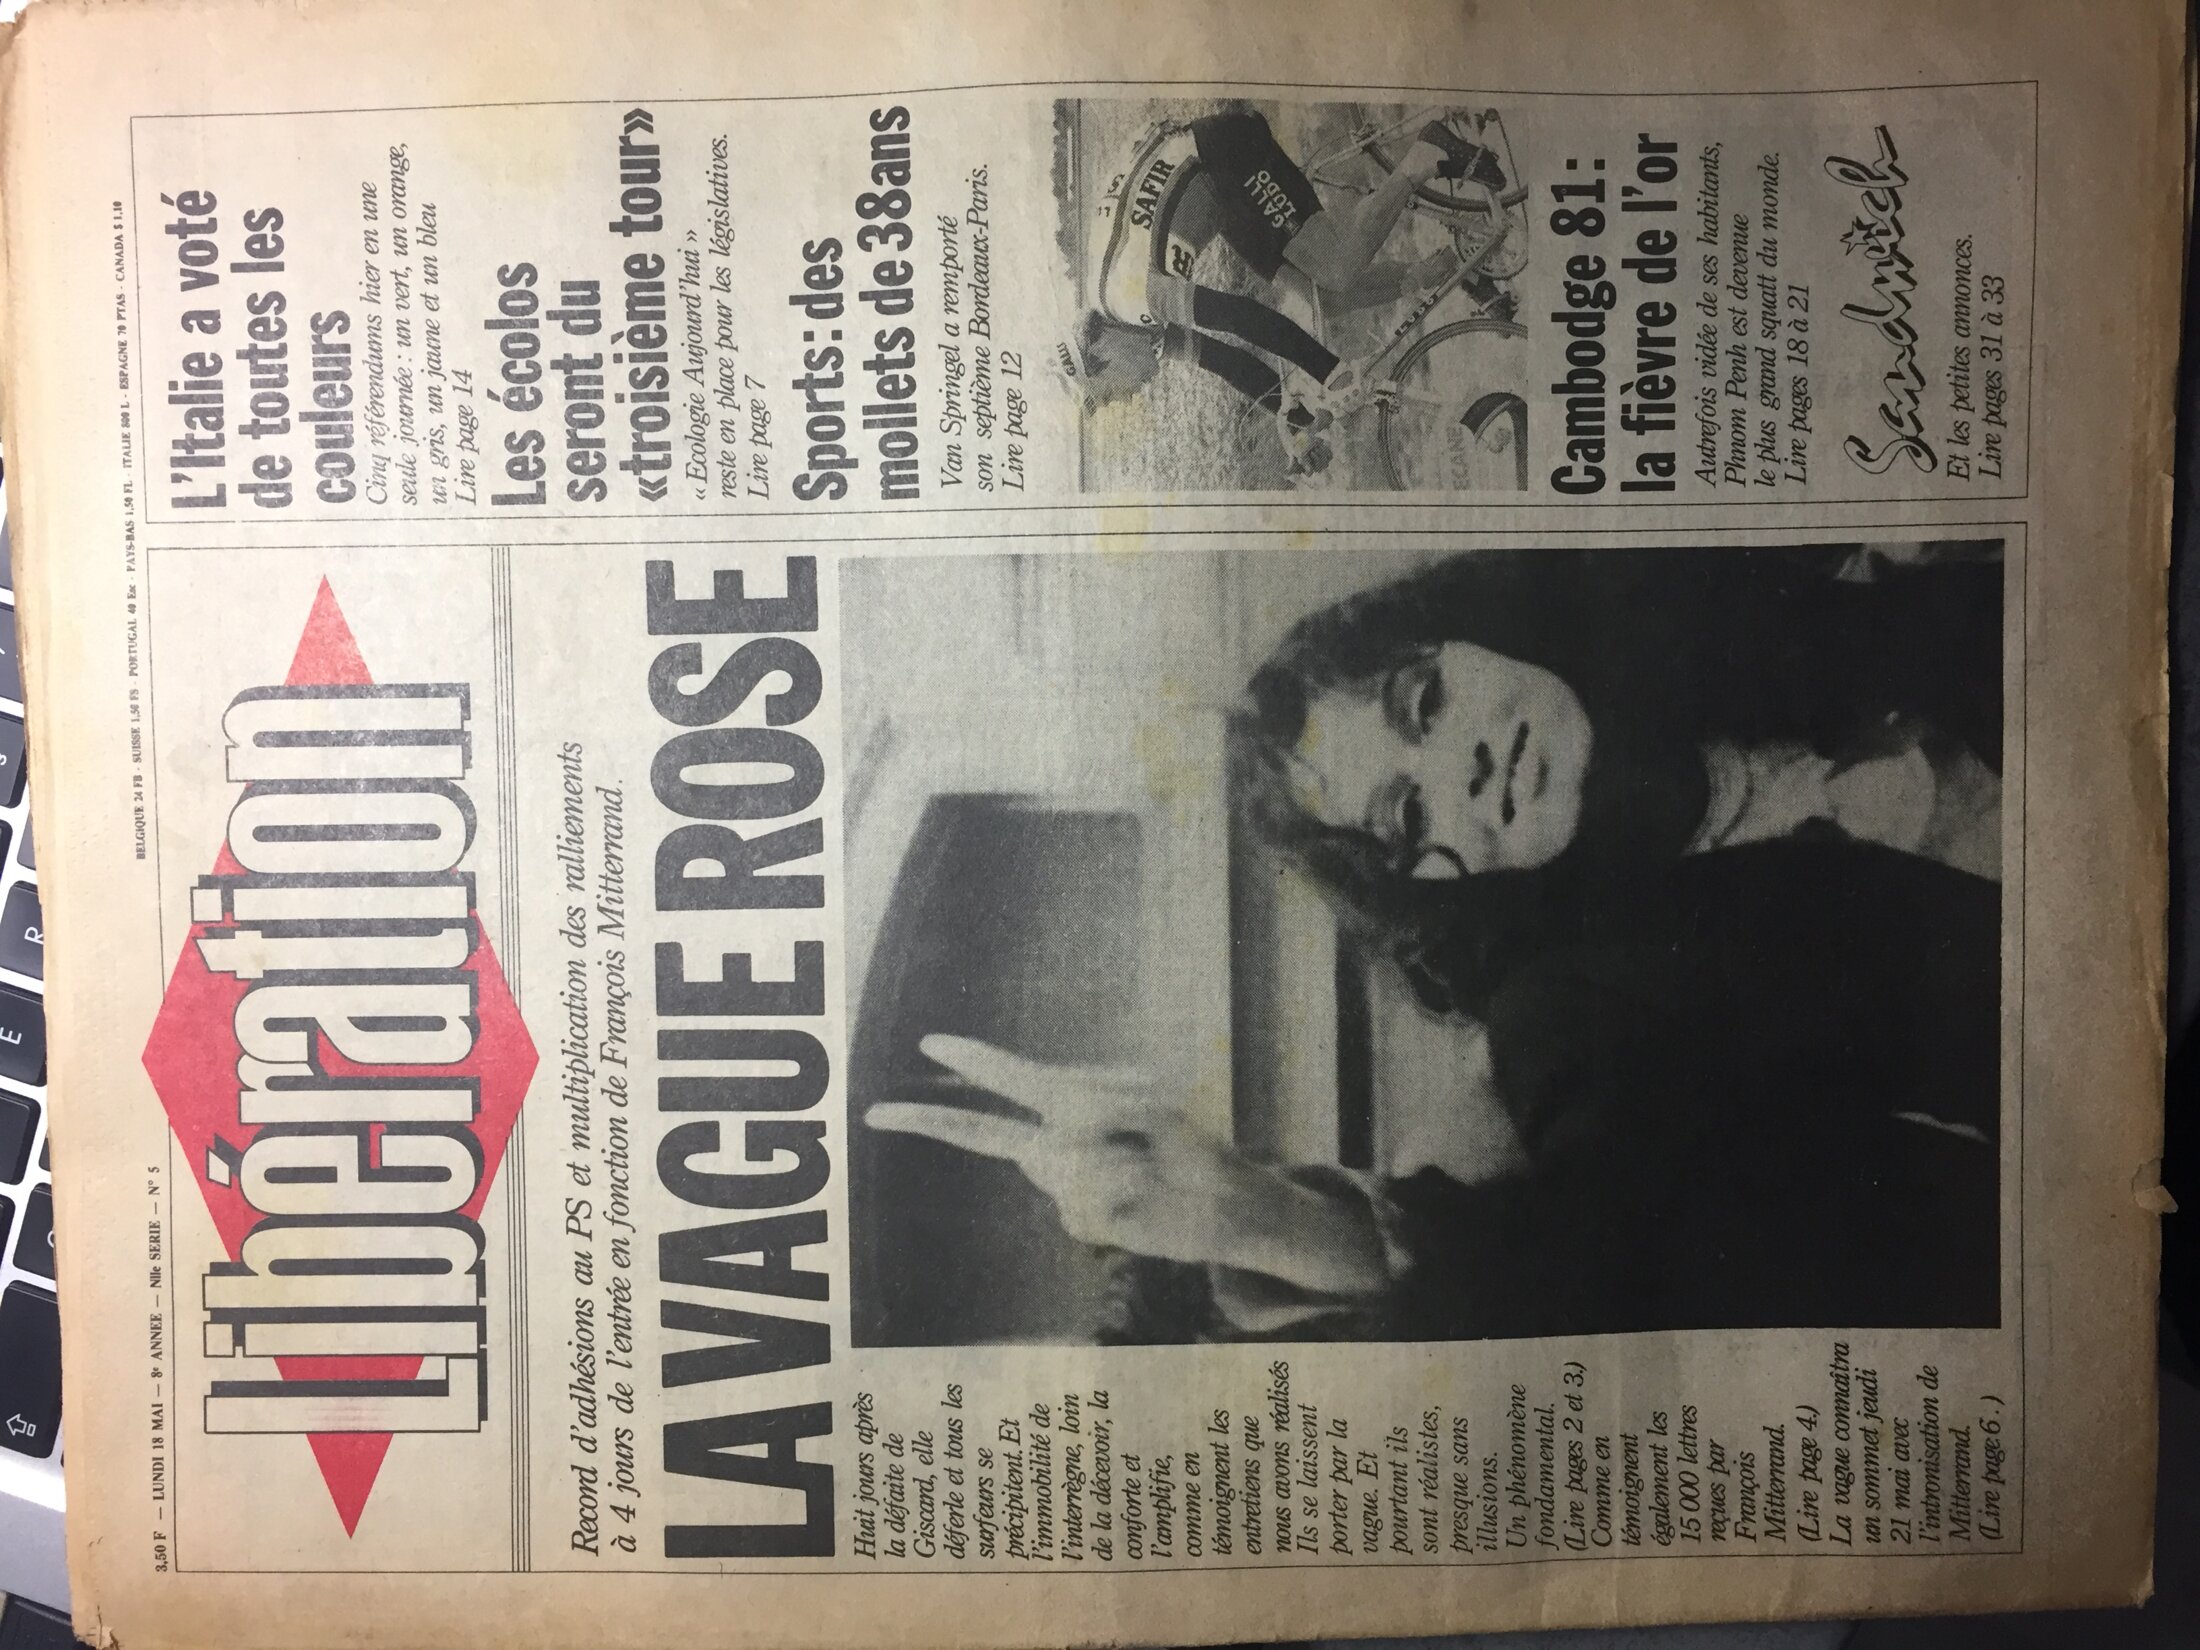 BELGIQUE 24 FB - SUISSE 1,50 FS - PORTUGAL 40 Esc - PAYS-BAS 1,50 FL - ITALIE 800 L - ESPAGNE 70 PTAS - CANADA $ 1,10
3,50 F — LUNDI 18 MAI — 8e ANNEE — Nlle SERIE — N° 5
Libération
Record d'adhésions au PS et multiplication des ralliements
à 4 jours de l'entrée en fonction de François Mitterrand.
LA VAGUE ROSE
Huit jours après
la défaite de
Giscard, elle
déferle et tous les
surfeurs se
précipitent. Et
l'immobilité de
l'interrègne, loin
de la décevoir, la
conforte et
l'amplifie,
comme en
témoignent les
entretiens que
nous avons réalisés
Ils se laissent
porter par la
vague. Et
pourtant ils
sont réalistes,
presque sans
illusions.
Un phénomène
fondamental.
(Lire pages 2 et 3.)
Comme en
témoignent
également les
15 000 lettres
reçues par
François
Mitterrand.
(Lire page 4.)
La vague connaîtra
un sommet jeudi
21 mai avec
l'intronisation de
Mitterrand.
(Lire page 6.)
L'Italie a voté
de toutes les
couleurs
Cinq référendums hier en une
seule journée : un vert, un orange,
un gris, un jaune et un bleu
Lire page 14
Les écolos
seront du
«troisième tour»
« Ecologie Aujourd'hui »
reste en place pour les législatives.
Lire page 7
Sports: des
mollets de 38 ans
Van Springel a remporté
son septième Bordeaux-Paris.
Lire page 12
SAFIR
GALLI
LUDO
Cambodge 81 :
la fièvre de l'or
Autrefois vidée de ses habitants,
Phnom Penh est devenue
le plus grand squatt du monde.
Lire pages 18 à 21
Sandwich
Et les petites annonces.
Lire pages 31 à 33
E
R